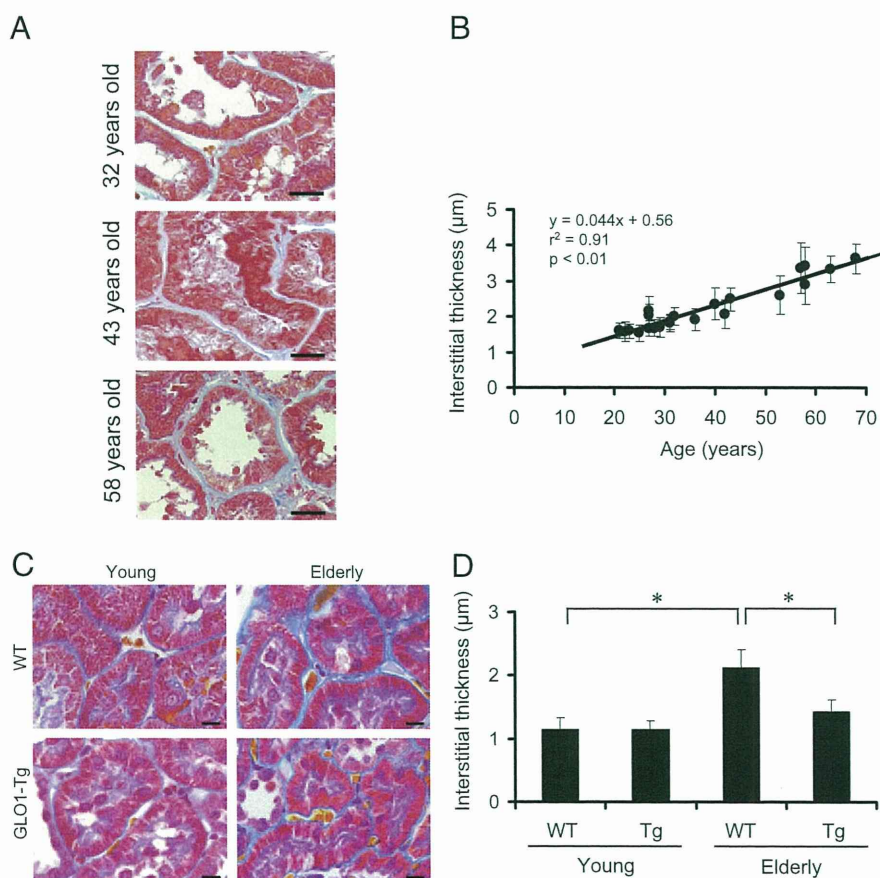 A
32 years old
43 years old
58 years old
B
y = 0.044x + 0.56
r² = 0.91
p < 0.01
Interstitial thickness (µm)
5
4
3
2
1
0
0 10 20 30 40 50 60 70
Age (years)
C
Young Elderly
WT
GLO1-Tg
D
Interstitial thickness (µm)
3
2
1
0
* *
WT Tg WT Tg
Young Elderly